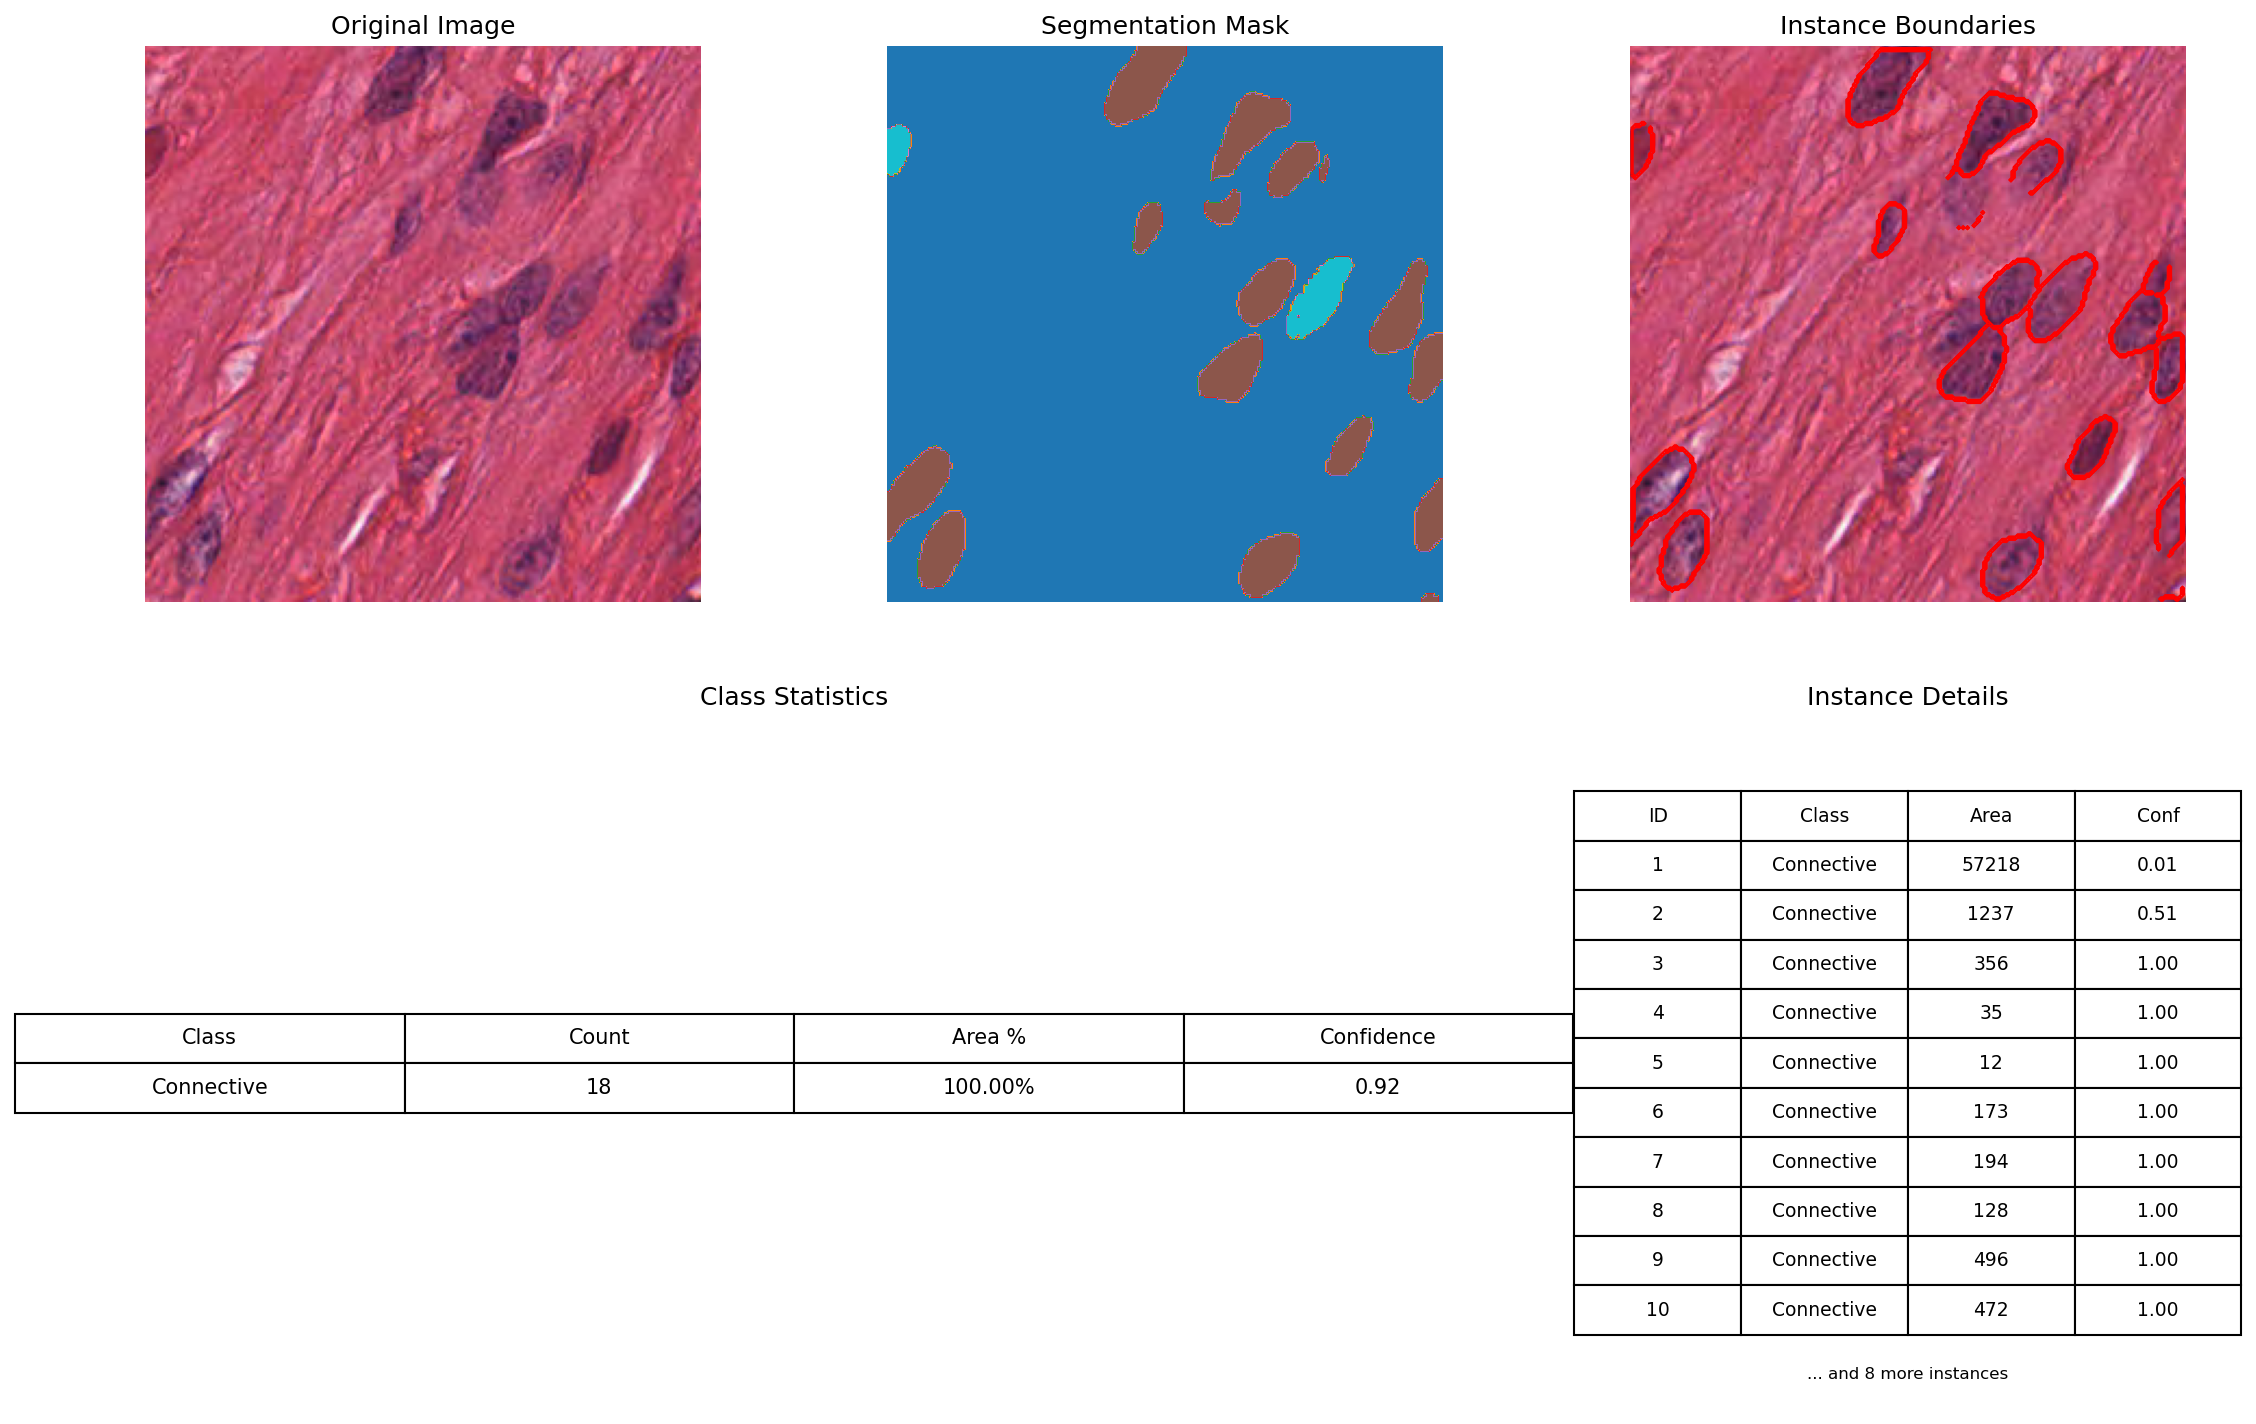 Original Image
Segmentation Mask
Instance Boundaries
Class Statistics
Class Count Area % Confidence
Connective 18 100.00% 0.92
Instance Details
ID Class Area Conf
1 Connective 57218 0.01
2 Connective 1237 0.51
3 Connective 356 1.00
4 Connective 35 1.00
5 Connective 12 1.00
6 Connective 173 1.00
7 Connective 194 1.00
8 Connective 128 1.00
9 Connective 496 1.00
10 Connective 472 1.00
... and 8 more instances